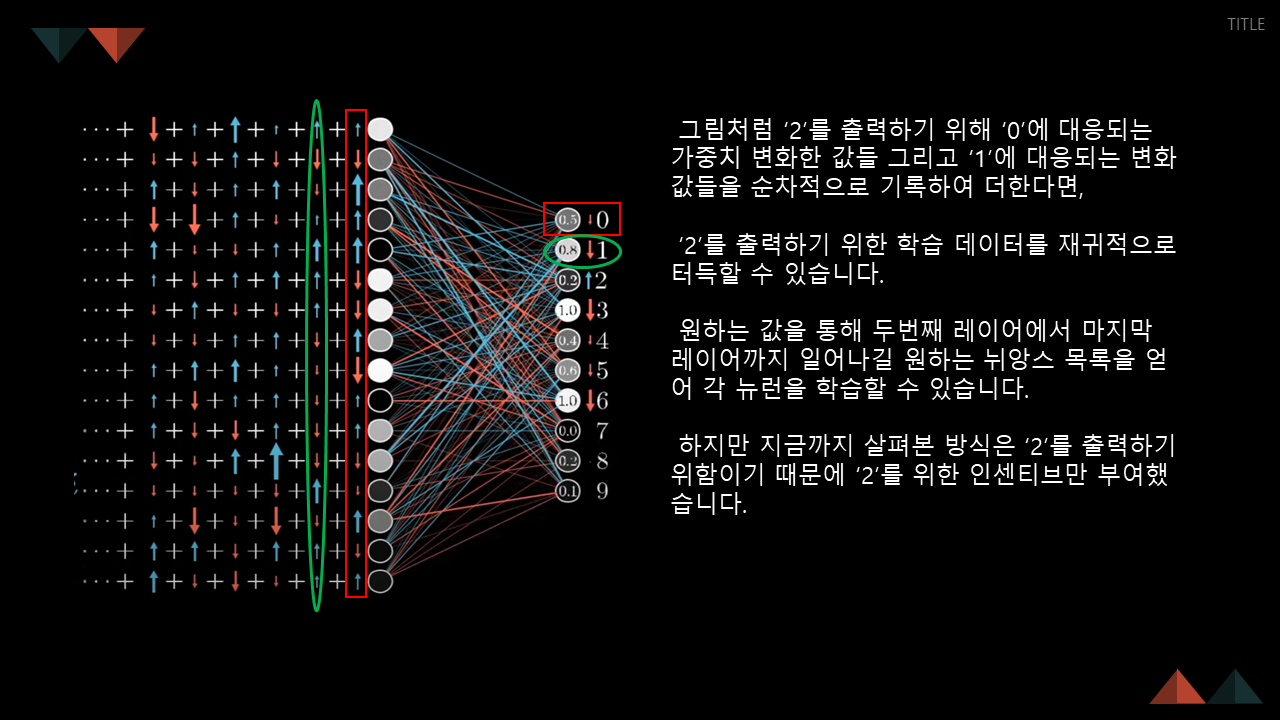 TITLE
그림처럼 ‘2’를 출력하기 위해 ‘0’에 대응되는
가중치 변화한 값들 그리고 ‘1’에 대응되는 변화
값들을 순차적으로 기록하여 더한다면,
‘2’를 출력하기 위한 학습 데이터를 재귀적으로
터득할 수 있습니다.
원하는 값을 통해 두번째 레이어에서 마지막
레이어까지 일어나길 원하는 뉘앙스 목록을 얻
어 각 뉴런을 학습할 수 있습니다.
하지만 지금까지 살펴본 방식은 ‘2’를 출력하기
위함이기 때문에 ‘2’를 위한 인센티브만 부여했
습니다.
0.5 0
0.8 1
0.2 2
1.0 3
0.4 4
0.6 5
1.0 6
0.0 7
0.2 8
0.1 9